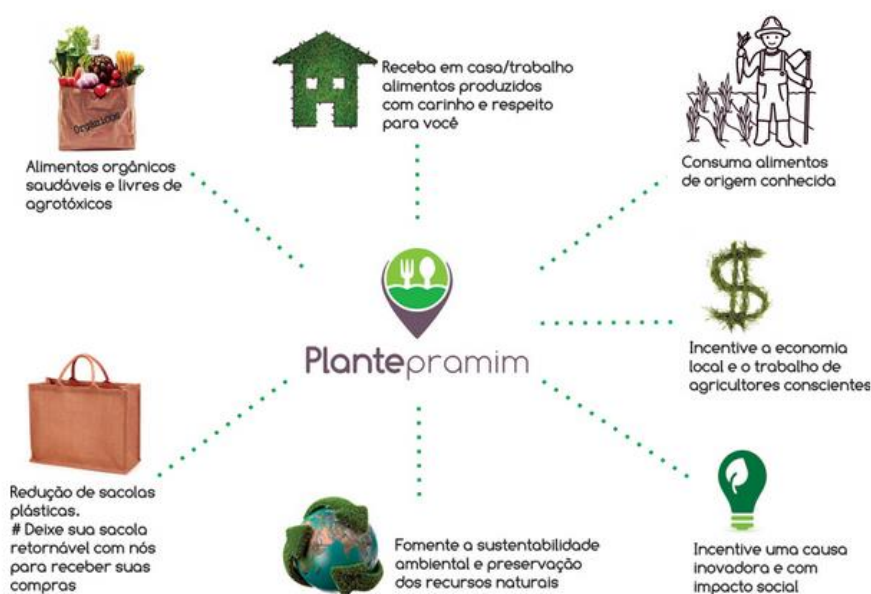 Orgânicos
Alimentos orgânicos
saudáveis e livres de
agrotóxicos
Receba em casa/trabalho
alimentos produzidos
com carinho e respeito
para você
Consuma alimentos
de origem conhecida
Plantepramim
Incentive a economia
local e o trabalho de
agricultores conscientes
Redução de sacolas
plásticas.
# Deixe sua sacola
retornável com nós
para receber suas
compras
Fomente a sustentabilidade
ambiental e preservação
dos recursos naturais
Incentive uma causa
inovadora e com
impacto social